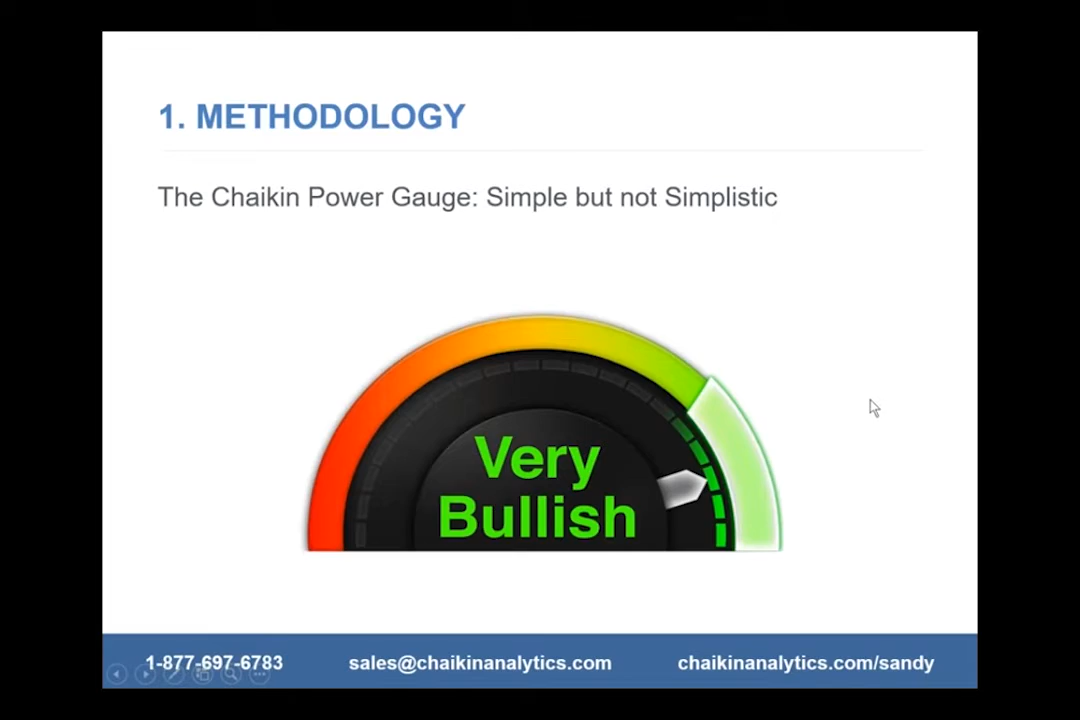 1. METHODOLOGY
The Chaikin Power Gauge: Simple but not Simplistic
Very
Bullish
1-877-697-6783 sales@chaikinanalytics.com chaikinanalytics.com/sandy